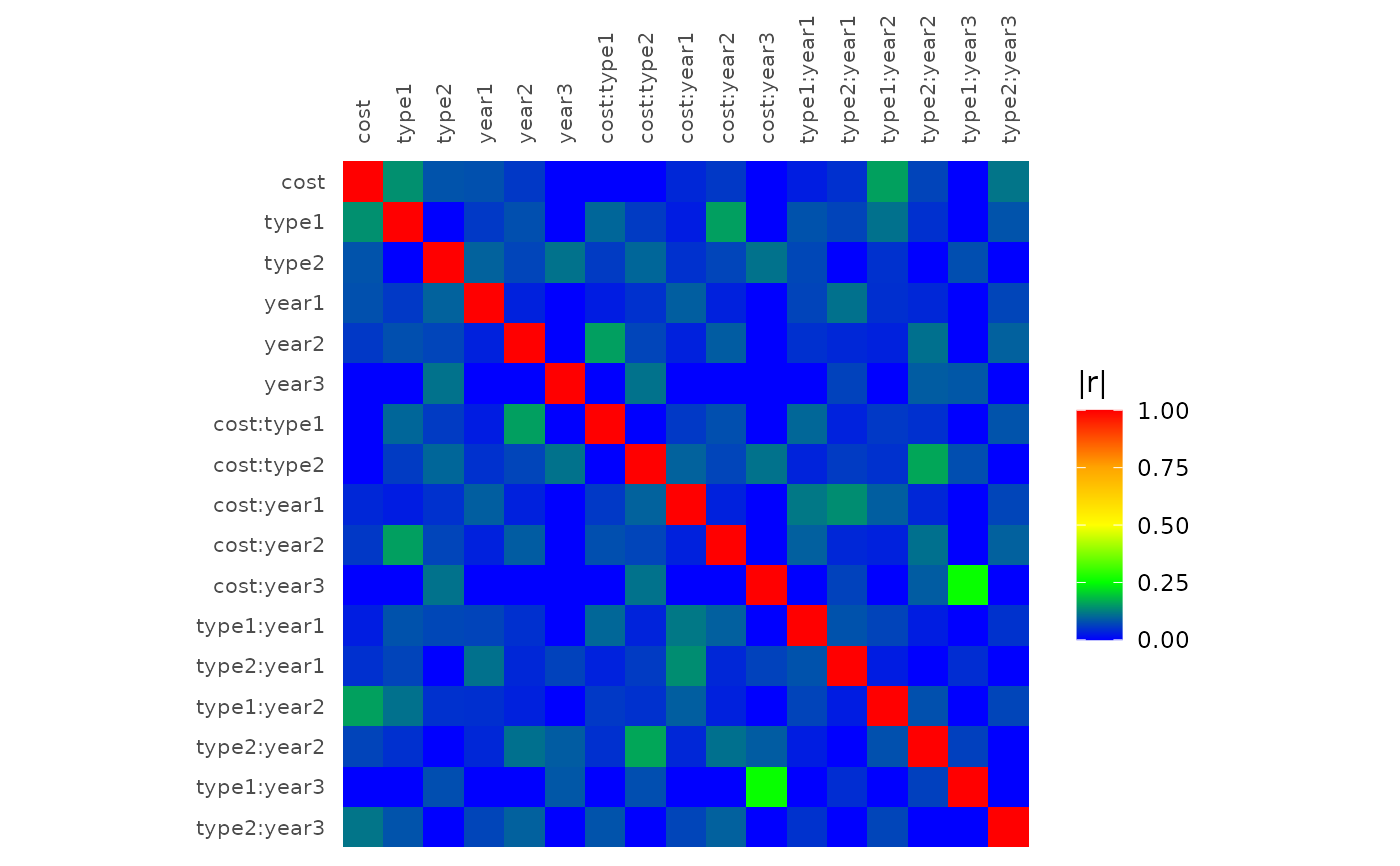 cost
type1
type2
year1
year2
year3
cost:type1
cost:type2
cost:year1
cost:year2
cost:year3
type1:year1
type2:year1
type1:year2
type2:year2
type1:year3
type2:year3
cost
type1
type2
year1
year2
year3
cost:type1
cost:type2
cost:year1
cost:year2
cost:year3
type1:year1
type2:year1
type1:year2
type2:year2
type1:year3
type2:year3
|r|
1.00
0.75
0.50
0.25
0.00